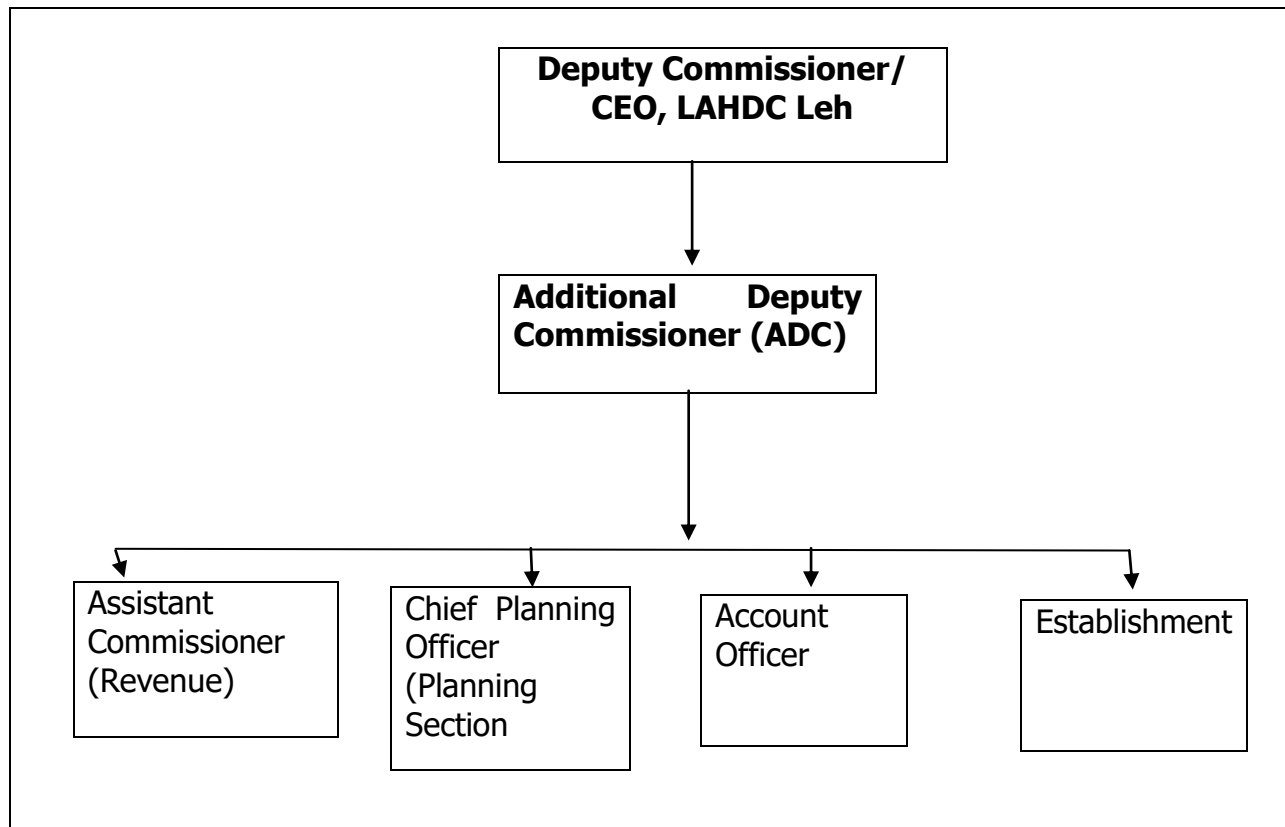 Deputy Commissioner/
CEO, LAHDC Leh
Additional Deputy
Commissioner (ADC)
Assistant
Commissioner
(Revenue)
Chief Planning
Officer
(Planning
Section
Account
Officer
Establishment